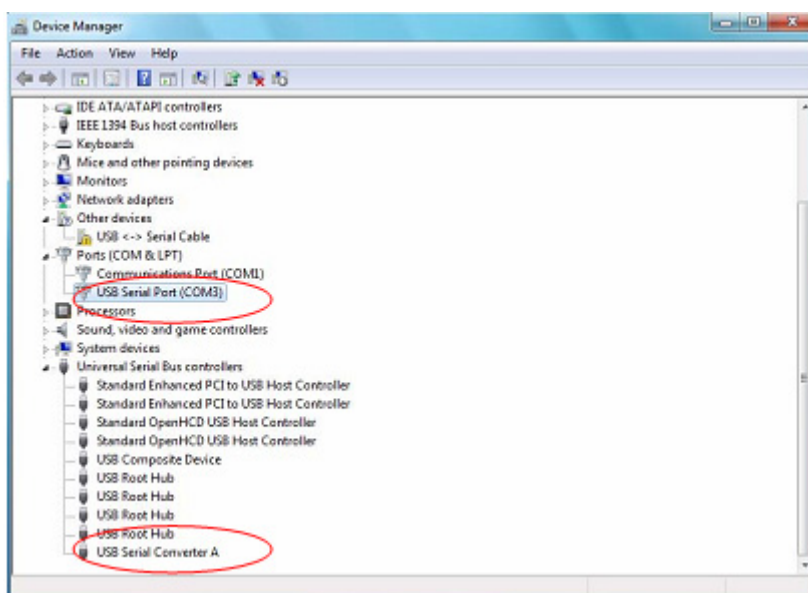 Device Manager
File Action View Help
IDE ATA/ATAPI controllers
IEEE 1394 Bus host controllers
Keyboards
Mice and other pointing devices
Monitors
Network adapters
Other devices
USB <-> Serial Cable
Ports (COM & LPT)
Communications Port (COM1)
USB Serial Port (COM3)
Processors
Sound, video and game controllers
System devices
Universal Serial Bus controllers
Standard Enhanced PCI to USB Host Controller
Standard Enhanced PCI to USB Host Controller
Standard OpenHCD USB Host Controller
Standard OpenHCD USB Host Controller
USB Composite Device
USB Root Hub
USB Root Hub
USB Root Hub
USB Root Hub
USB Serial Converter A